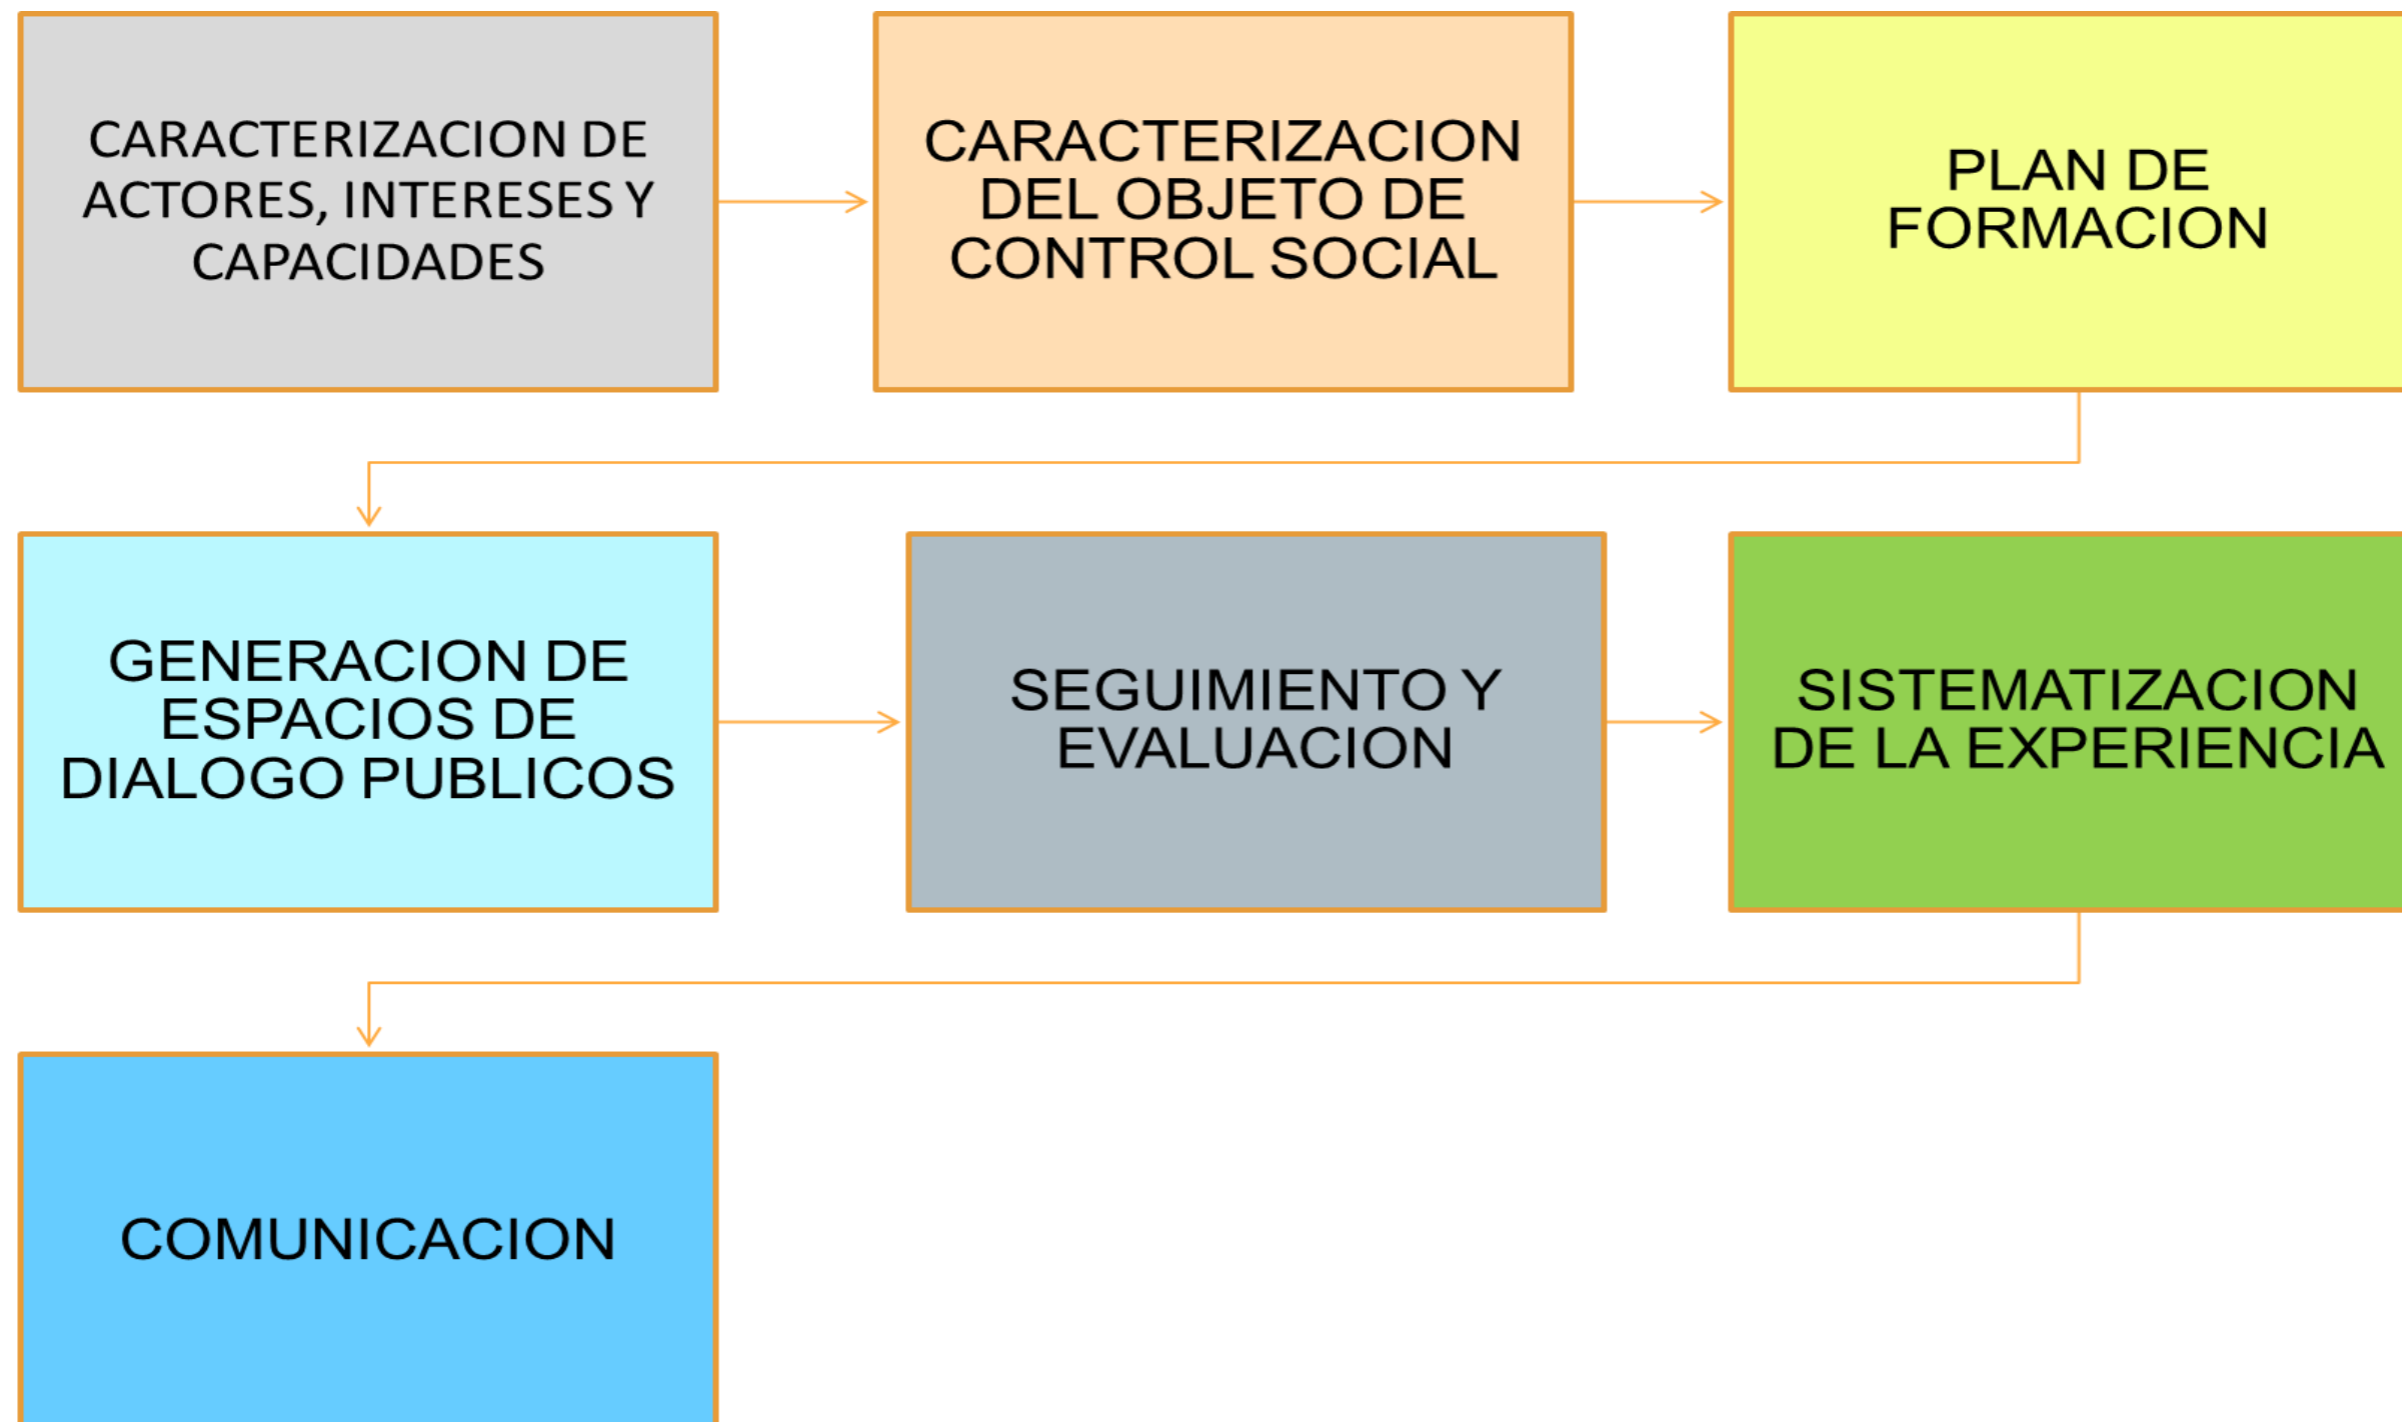 CARACTERIZACION DE
ACTORES, INTERESES Y
CAPACIDADES
CARACTERIZACION
DEL OBJETO DE
CONTROL SOCIAL
PLAN DE
FORMACION
GENERACION DE
ESPACIOS DE
DIALOGO PUBLICOS
SEGUIMIENTO Y
EVALUACION
SISTEMATIZACION
DE LA EXPERIENCIA
COMUNICACION